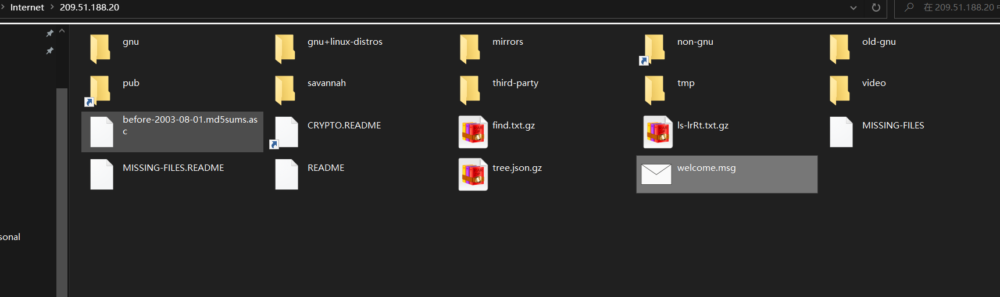 Internet > 209.51.188.20
在 209.51.188.20
gnu
gnu+linux-distros
mirrors
non-gnu
old-gnu
pub
savannah
third-party
tmp
video
before-2003-08-01.md5sums.as
c
CRYPTO.README
find.txt.gz
ls-lrRt.txt.gz
MISSING-FILES
MISSING-FILES.README
README
tree.json.gz
welcome.msg
sonal